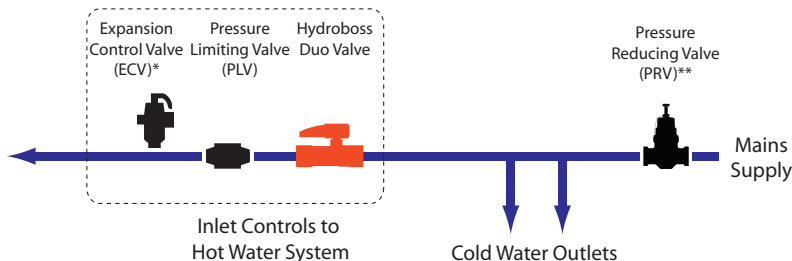 Expansion
Control Valve
(ECV)*
Pressure
Limiting Valve
(PLV)
Hydroboss
Duo Valve
Pressure
Reducing Valve
(PRV)**
Mains
Supply
Inlet Controls to
Hot Water System
Cold Water Outlets